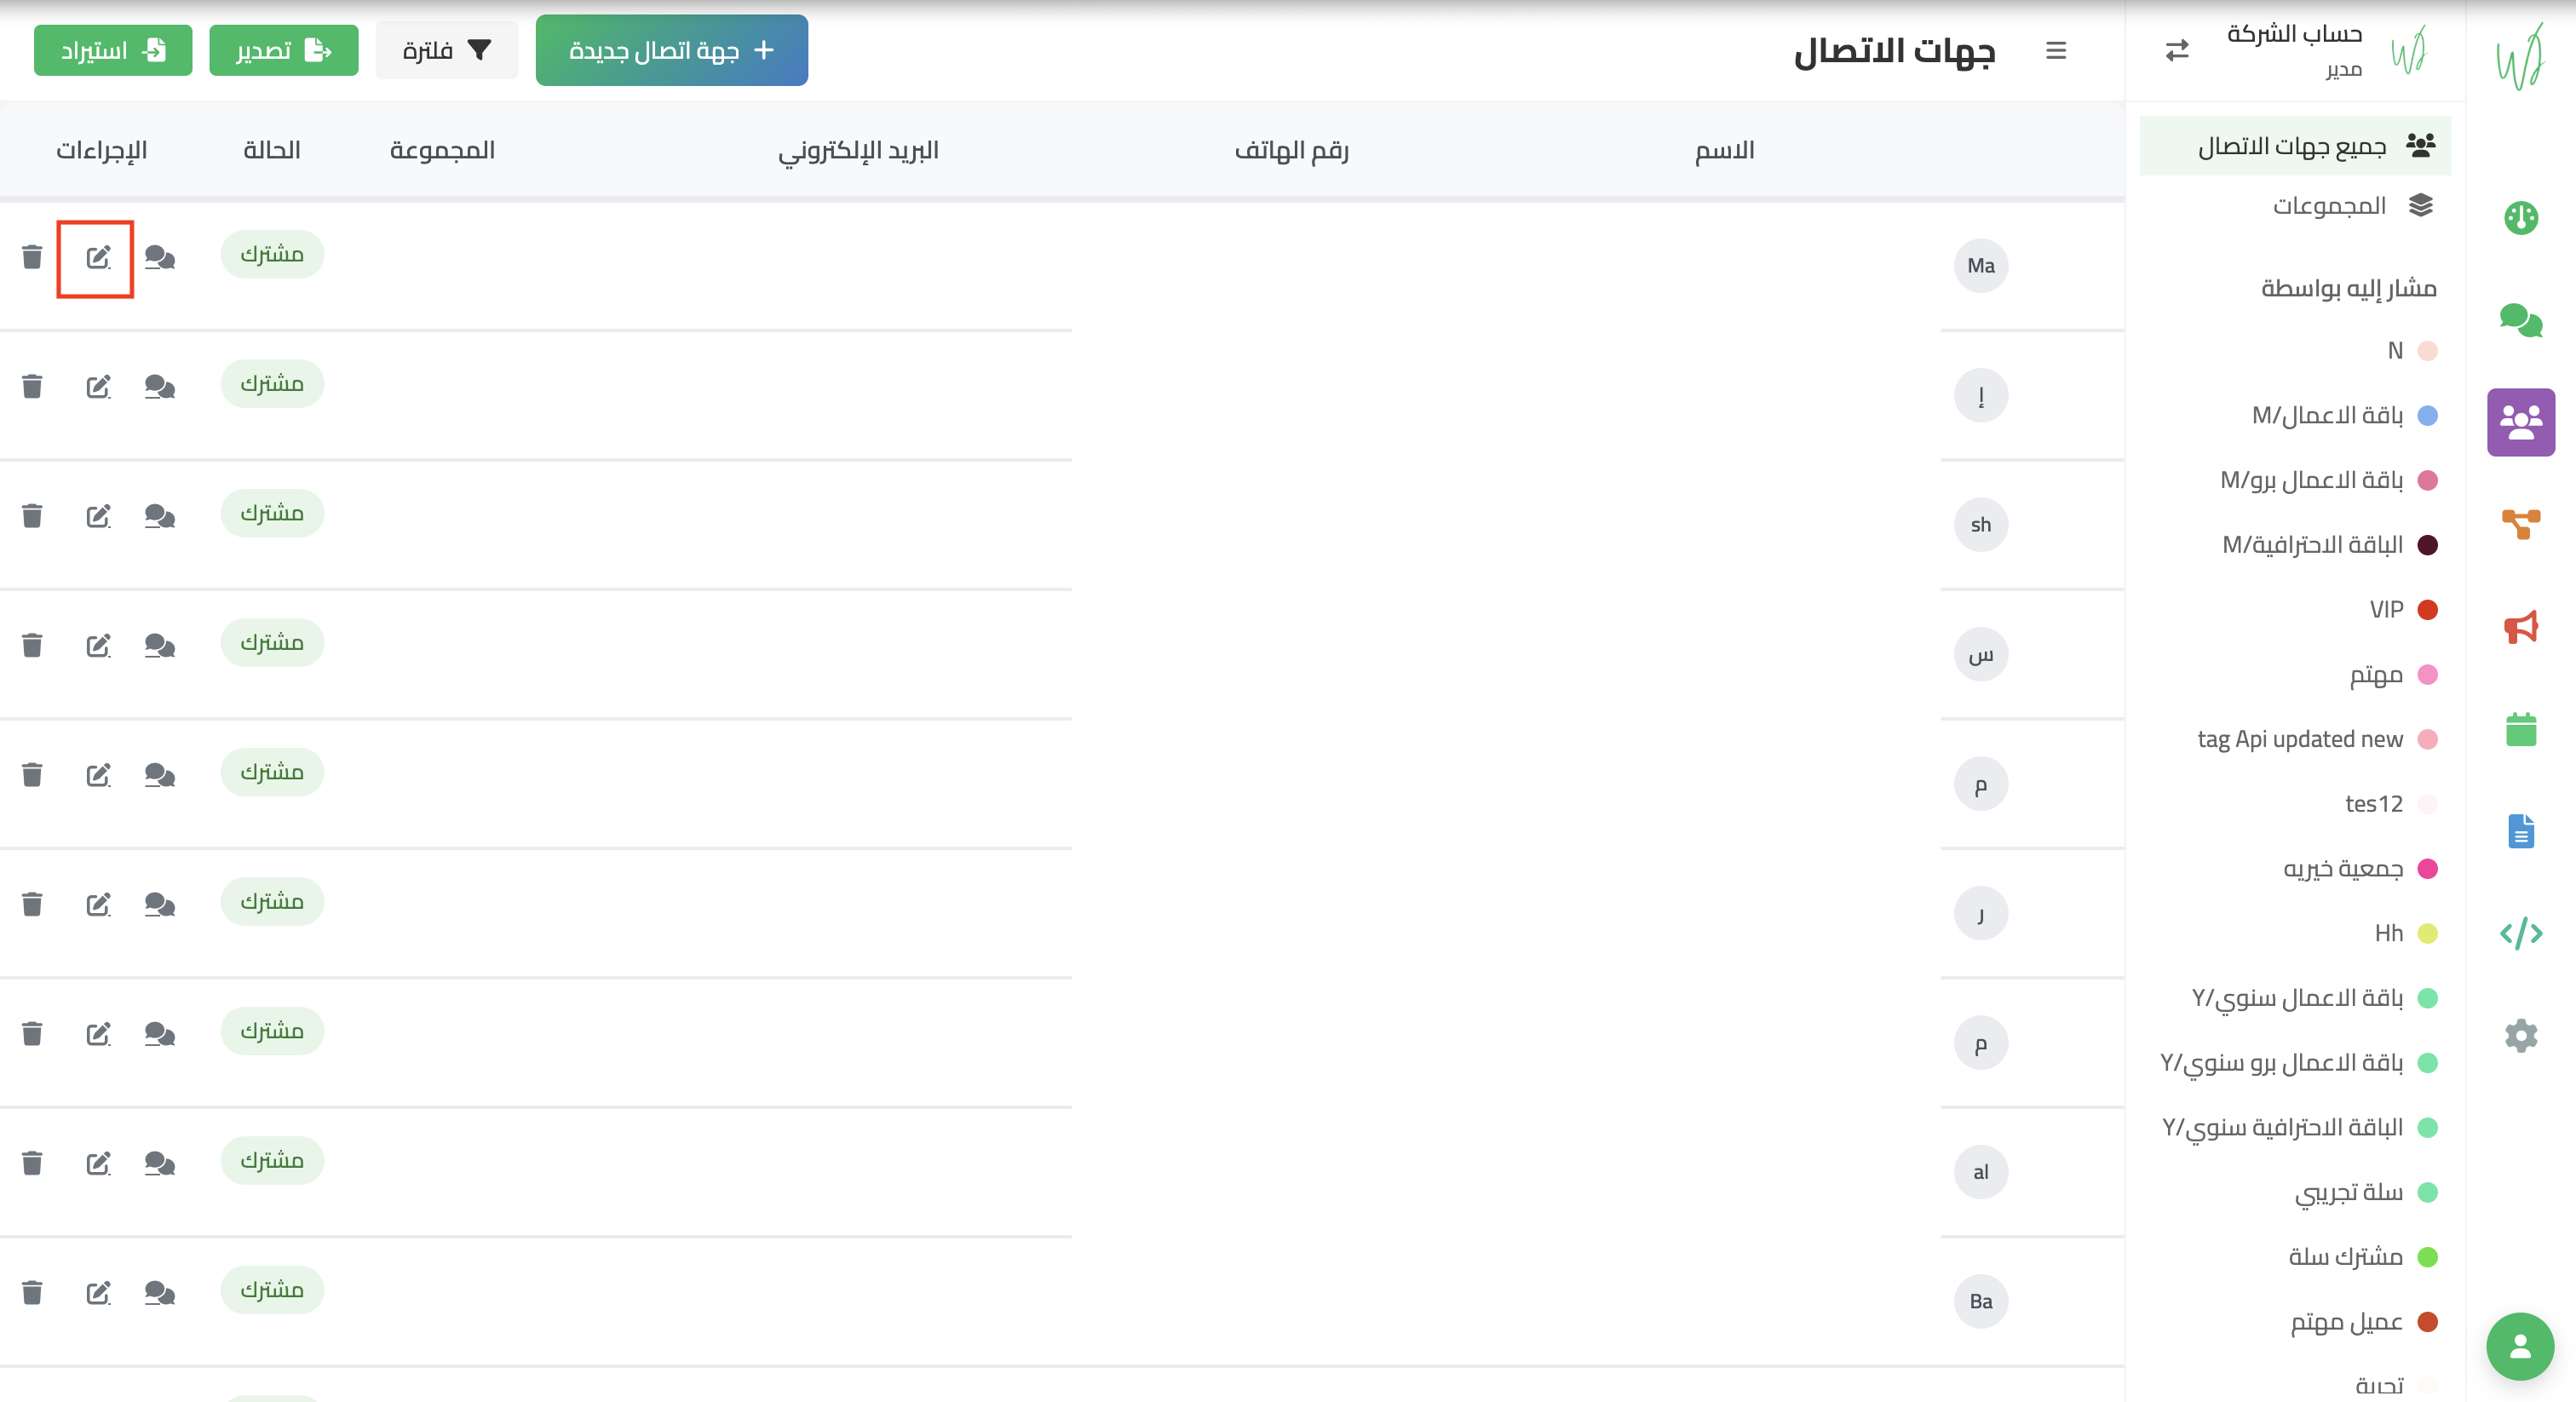 حساب الشركة
مدير
جميع جهات الاتصال
المجموعات
مشار إليه بواسطة
N
باقة الاعمال/M
باقة الاعمال برو/M
الباقة الاحترافية/M
VIP
مهتم
tag Api updated new
tes12
جمعية خيريه
Hh
باقة الاعمال سنوي/Y
باقة الاعمال برو سنوي/Y
الباقة الاحترافية سنوي/Y
سلة تجريبي
مشترك سلة
عميل مهتم
جهات الاتصال
جهة اتصال جديدة
فلترة
تصدير
استيراد
الاسم رقم الهاتف البريد الإلكتروني المجموعة الحالة الإجراءات
Ma مشترك
إ مشترك
sh مشترك
س مشترك
م مشترك
ر مشترك
م مشترك
al مشترك
Ba مشترك